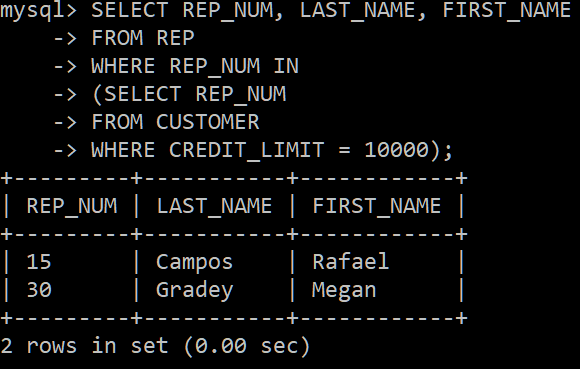 mysql> SELECT REP_NUM, LAST_NAME, FIRST_NAME
    -> FROM REP
    -> WHERE REP_NUM IN
    -> (SELECT REP_NUM
    -> FROM CUSTOMER
    -> WHERE CREDIT_LIMIT = 10000);
+---------+-----------+------------+
| REP_NUM | LAST_NAME | FIRST_NAME |
+---------+-----------+------------+
| 15      | Campos    | Rafael     |
| 30      | Gradey    | Megan      |
+---------+-----------+------------+
2 rows in set (0.00 sec)